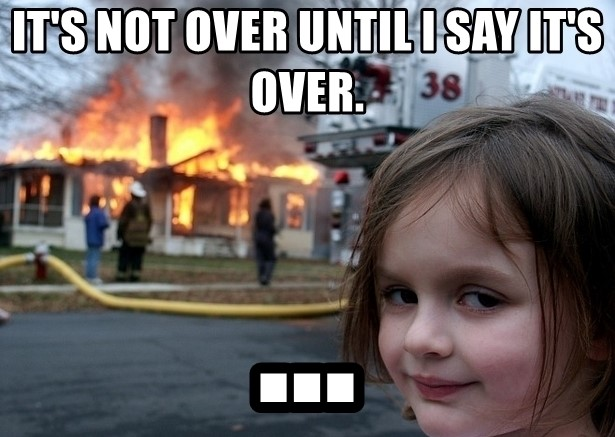 IT'S NOT OVER UNTIL I SAY IT'S
OVER.
38
...